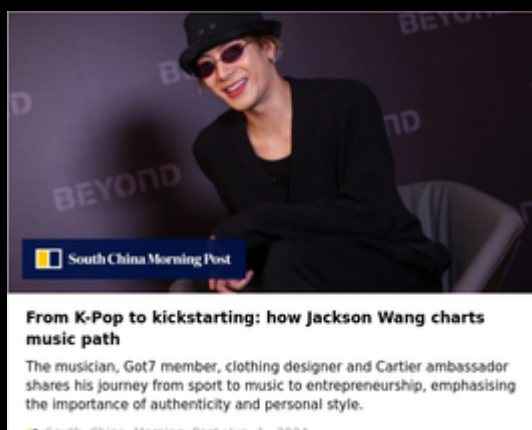 BEYOND
BEYOND
South China Morning Post
From K-Pop to kickstarting: how Jackson Wang charts
music path
The musician, Got7 member, clothing designer and Cartier ambassador
shares his journey from sport to music to entrepreneurship, emphasising
the importance of authenticity and personal style.